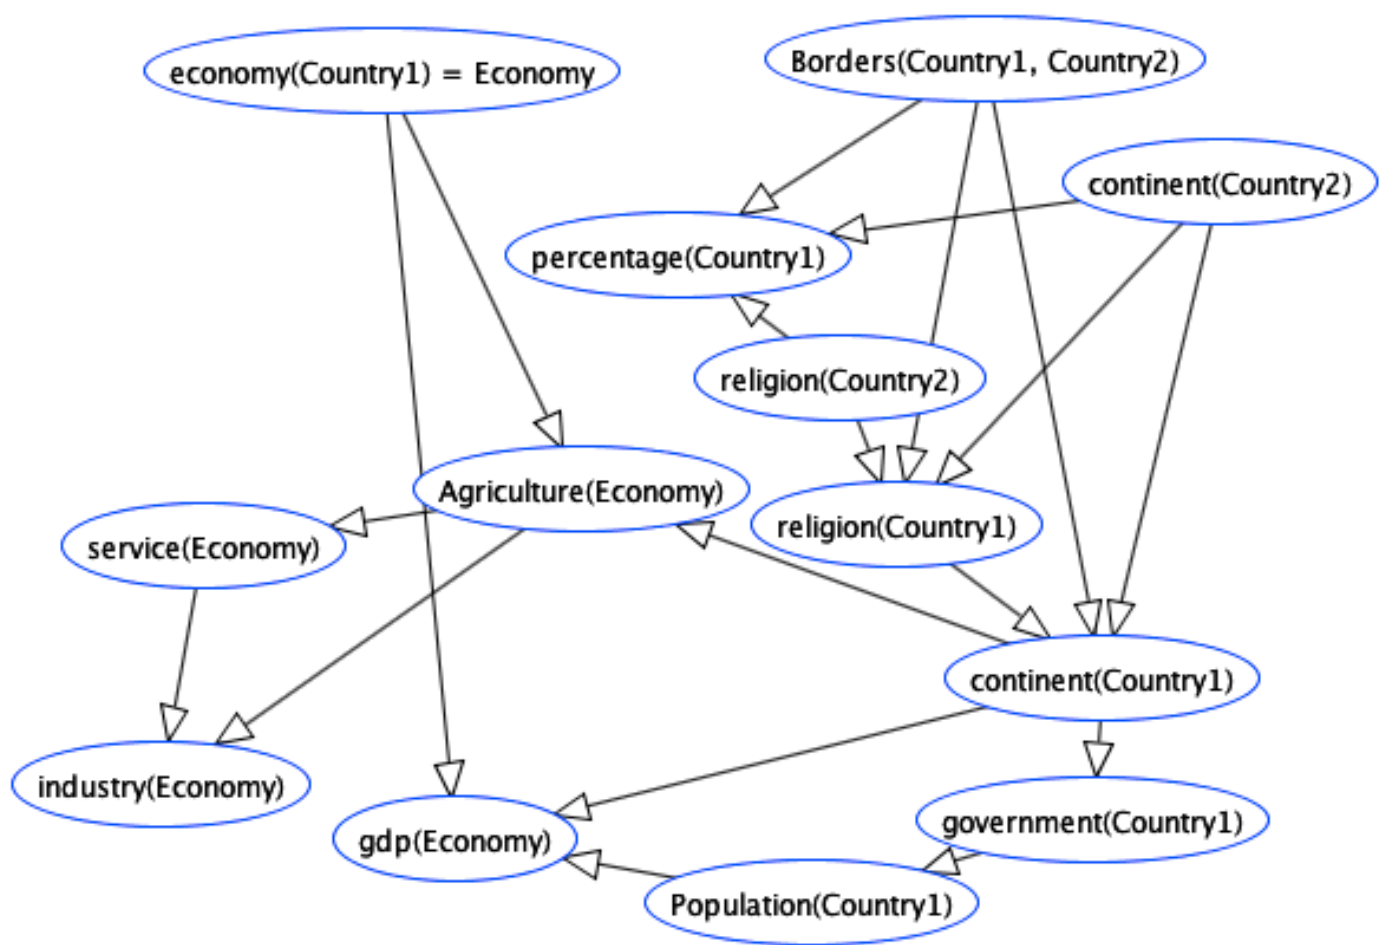 economy(Country1) = Economy
Borders(Country1, Country2)
continent(Country2)
percentage(Country1)
religion(Country2)
Agriculture(Economy)
religion(Country1)
service(Economy)
continent(Country1)
industry(Economy)
government(Country1)
gdp(Economy)
Population(Country1)